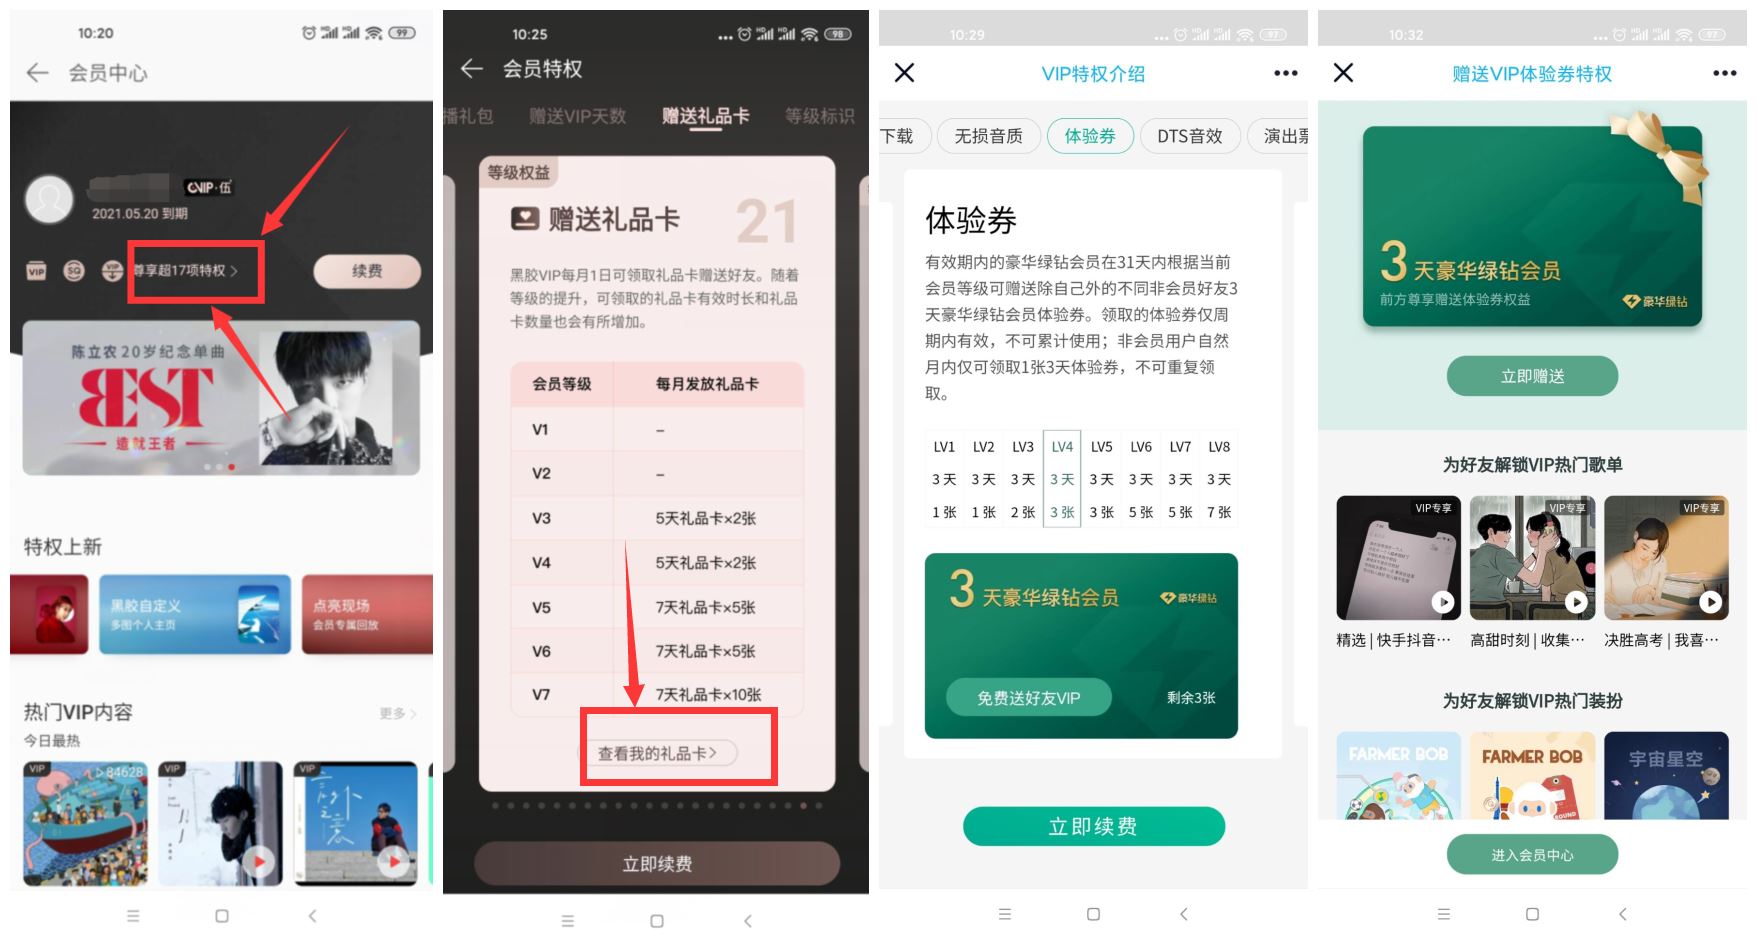 10:20
99
会员中心
VIP·伍
2021.05.20 到期
VIP
SQ
VIP
尊享超17项特权
续费
陈立农20岁纪念单曲
BEST
造就王者
特权上新
黑胶自定义
多图个人主页
点亮现场
会员专属回放
热门VIP内容
更多
今日最热
VIP
84628
VIP
VIP
10:25
98
会员特权
播礼包
赠送VIP天数
赠送礼品卡
等级标识
等级权益
赠送礼品卡
21
黑胶VIP每月1日可领取礼品卡赠送好友。随着
等级的提升，可领取的礼品卡有效时长和礼品
卡数量也会有所增加。
会员等级 每月发放礼品卡
V1 –
V2 –
V3 5天礼品卡×2张
V4 5天礼品卡×2张
V5 7天礼品卡×5张
V6 7天礼品卡×5张
V7 7天礼品卡×10张
查看我的礼品卡
立即续费
10:29
97
VIP特权介绍
下载
无损音质
体验券
DTS音效
演出票
体验券
有效期内的豪华绿钻会员在31天内根据当前
会员等级可赠送除自己外的不同非会员好友3
天豪华绿钻会员体验券。领取的体验券仅周
期内有效，不可累计使用；非会员用户自然
月内仅可领取1张3天体验券，不可重复领
取。
LV1 LV2 LV3 LV4 LV5 LV6 LV7 LV8
3 天 3 天 3 天 3 天 3 天 3 天 3 天 3 天
1 张 1 张 2 张 3 张 3 张 5 张 5 张 7 张
3 天豪华绿钻会员
豪华绿钻
免费送好友VIP
剩余3张
立即续费
10:32
97
赠送VIP体验券特权
3 天豪华绿钻会员
前方尊享赠送体验券权益
豪华绿钻
立即赠送
为好友解锁VIP热门歌单
VIP专享
VIP专享
VIP专享
精选 | 快手抖音…
高甜时刻 | 收集…
决胜高考 | 我喜…
为好友解锁VIP热门装扮
FARMER BOB
FARMER BOB
宇宙星空
进入会员中心